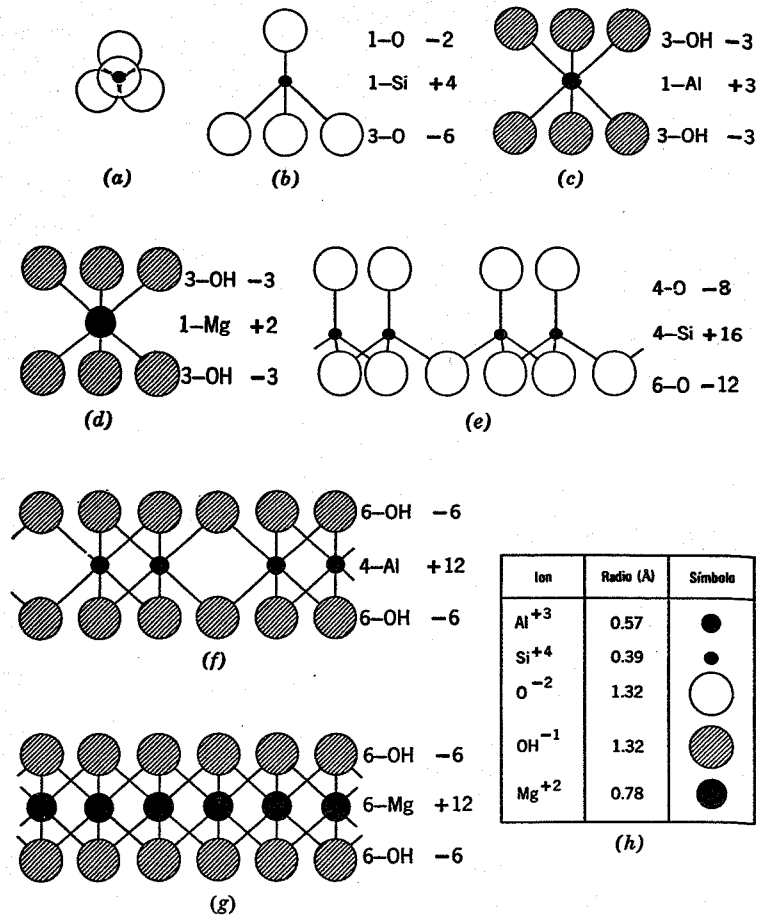 1–O –2
1–Si +4
3–O –6
3–OH –3
1–Al +3
3–OH –3
(a)
(b)
(c)
3–OH –3
1–Mg +2
3–OH –3
(d)
4-O –8
4–Si +16
6–O –12
(e)
6–OH –6
4–Al +12
6–OH –6
(f)
6–OH –6
6–Mg +12
6–OH –6
(g)
Ion Radio (Å) Símbolo
Al+3 0.57
Si+4 0.39
O–2 1.32
OH–1 1.32
Mg+2 0.78
(h)